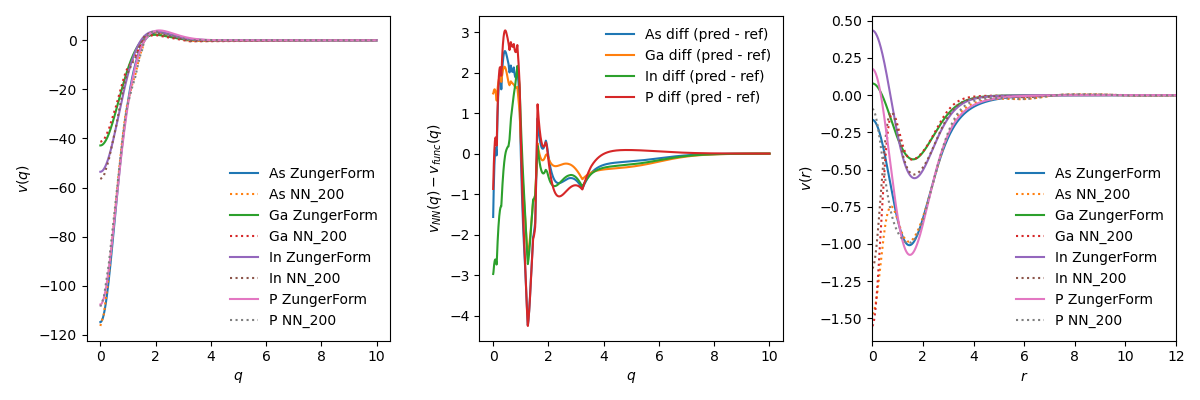 0
−20
−40
−60
−80
−100
−120
v(q)
0 2 4 6 8 10
q
As ZungerForm
As NN_200
Ga ZungerForm
Ga NN_200
In ZungerForm
In NN_200
P ZungerForm
P NN_200
3
2
1
0
−1
−2
−3
−4
v_NN(q) − v_func(q)
0 2 4 6 8 10
q
As diff (pred - ref)
Ga diff (pred - ref)
In diff (pred - ref)
P diff (pred - ref)
0.50
0.25
0.00
−0.25
−0.50
−0.75
−1.00
−1.25
−1.50
v(r)
0 2 4 6 8 10 12
r
As ZungerForm
As NN_200
Ga ZungerForm
Ga NN_200
In ZungerForm
In NN_200
P ZungerForm
P NN_200